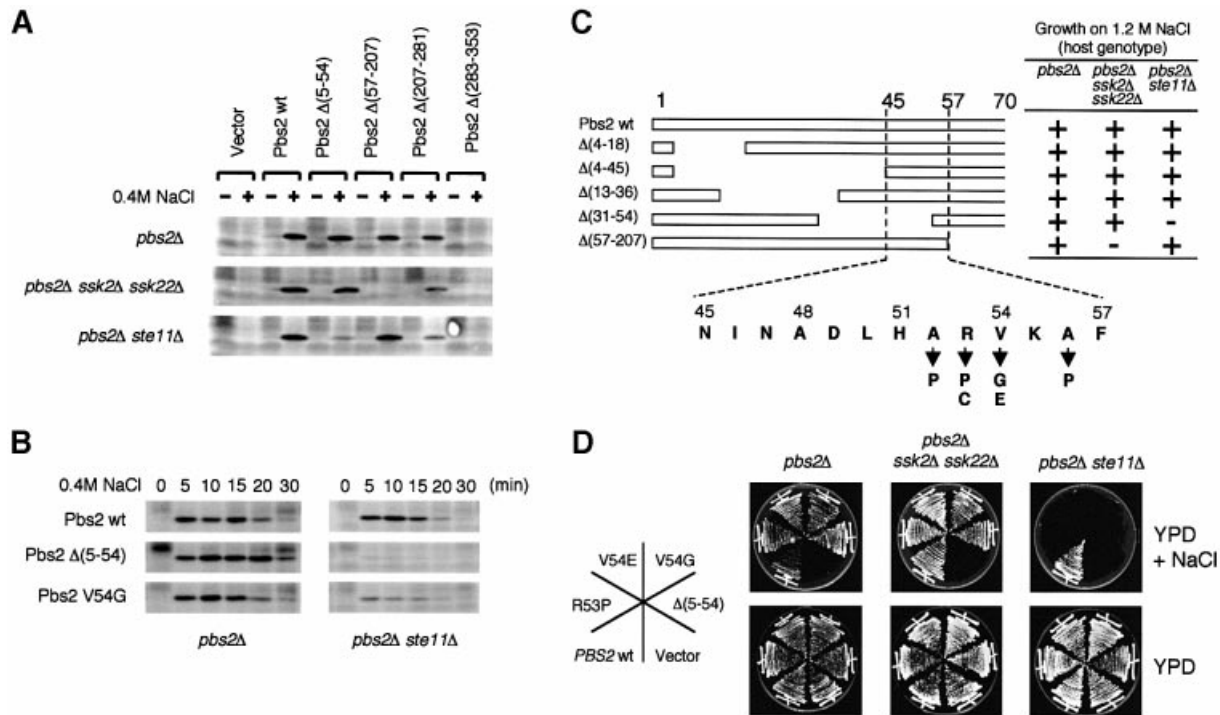 A
Vector
Pbs2 wt
Pbs2 Δ(5-54)
Pbs2 Δ(57-207)
Pbs2 Δ(207-281)
Pbs2 Δ(283-353)
0.4M NaCl - + - + - + - + - + - +
pbs2Δ
pbs2Δ ssk2Δ ssk22Δ
pbs2Δ ste11Δ
B
0.4M NaCl 0 5 10 15 20 30 0 5 10 15 20 30 (min)
Pbs2 wt
Pbs2 Δ(5-54)
Pbs2 V54G
pbs2Δ pbs2Δ ste11Δ
C
Growth on 1.2 M NaCl
(host genotype)
pbs2Δ pbs2Δ ssk2Δ ssk22Δ pbs2Δ ste11Δ
1 45 57 70
Pbs2 wt + + +
Δ(4-18) + + +
Δ(4-45) + + +
Δ(13-36) + + +
Δ(31-54) + + -
Δ(57-207) + - +
45 48 51 54 57
N I N A D L H A R V K A F
P P G P
C E
D
pbs2Δ
pbs2Δ
ssk2Δ ssk22Δ
pbs2Δ ste11Δ
YPD
+ NaCl
V54E V54G
R53P Δ(5-54)
PBS2 wt Vector
YPD